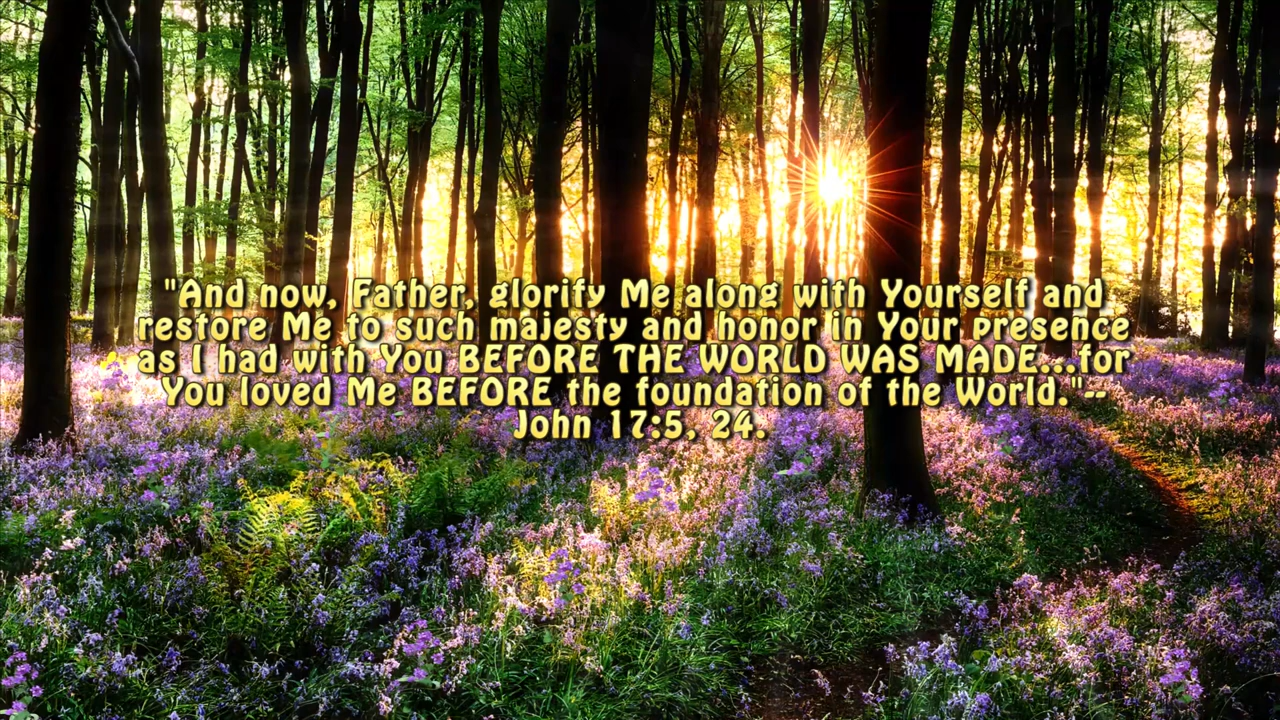 "And now, Father, glorify Me along with Yourself and
restore Me to such majesty and honor in Your presence
as I had with You BEFORE THE WORLD WAS MADE...for
You loved Me BEFORE the foundation of the World."--
John 17:5, 24.